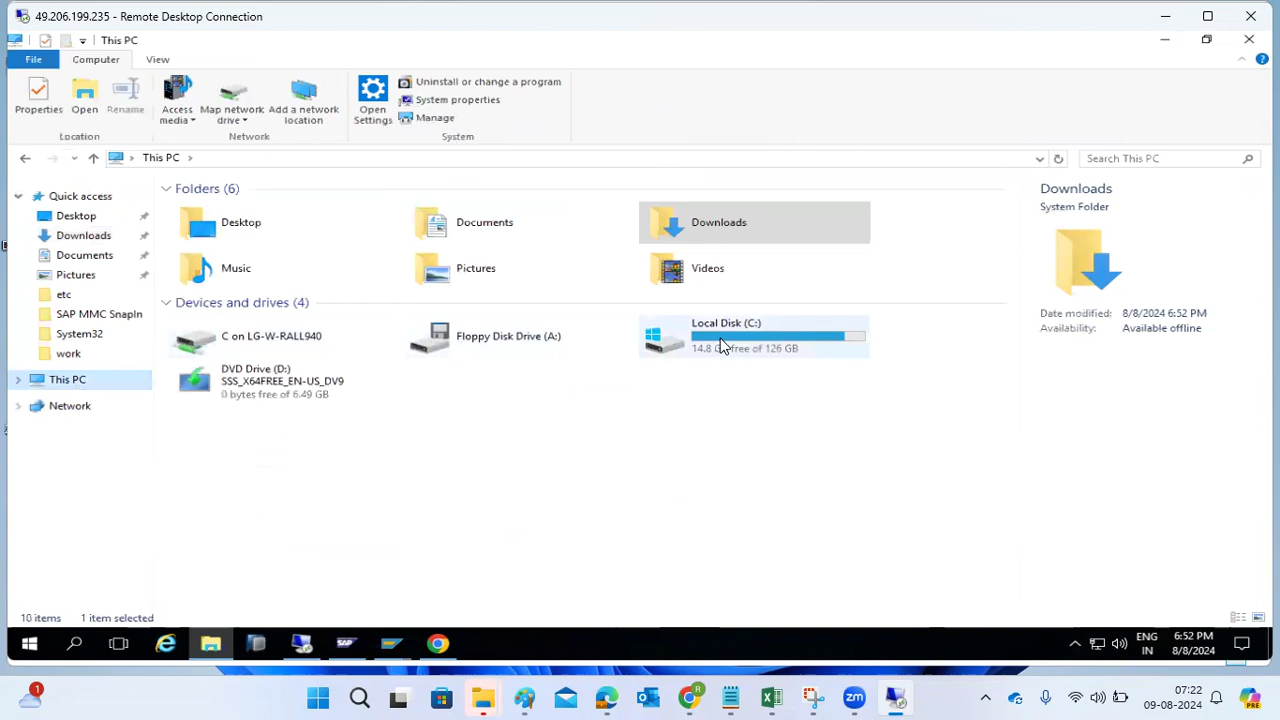 49.206.199.235 - Remote Desktop Connection
This PC
File
Computer
View
Properties
Open
Rename
Access media
Map network drive
Add a network location
Open Settings
Uninstall or change a program
System properties
Manage
Location
Network
System
This PC
Search This PC
Quick access
Desktop
Downloads
Documents
Pictures
etc
SAP MMC SnapIn
System32
work
This PC
Network
Folders (6)
Desktop
Documents
Downloads
Music
Pictures
Videos
Devices and drives (4)
C on LG-W-RALL940
Floppy Disk Drive (A:)
Local Disk (C:)
14.8 G free of 126 GB
DVD Drive (D:)
SSS_X64FREE_EN-US_DV9
0 bytes free of 6.49 GB
Downloads
System Folder
Date modified: 8/8/2024 6:52 PM
Availability: Available offline
10 items 1 item selected
ENG
IN
6:52 PM
8/8/2024
1
07:22
09-08-2024